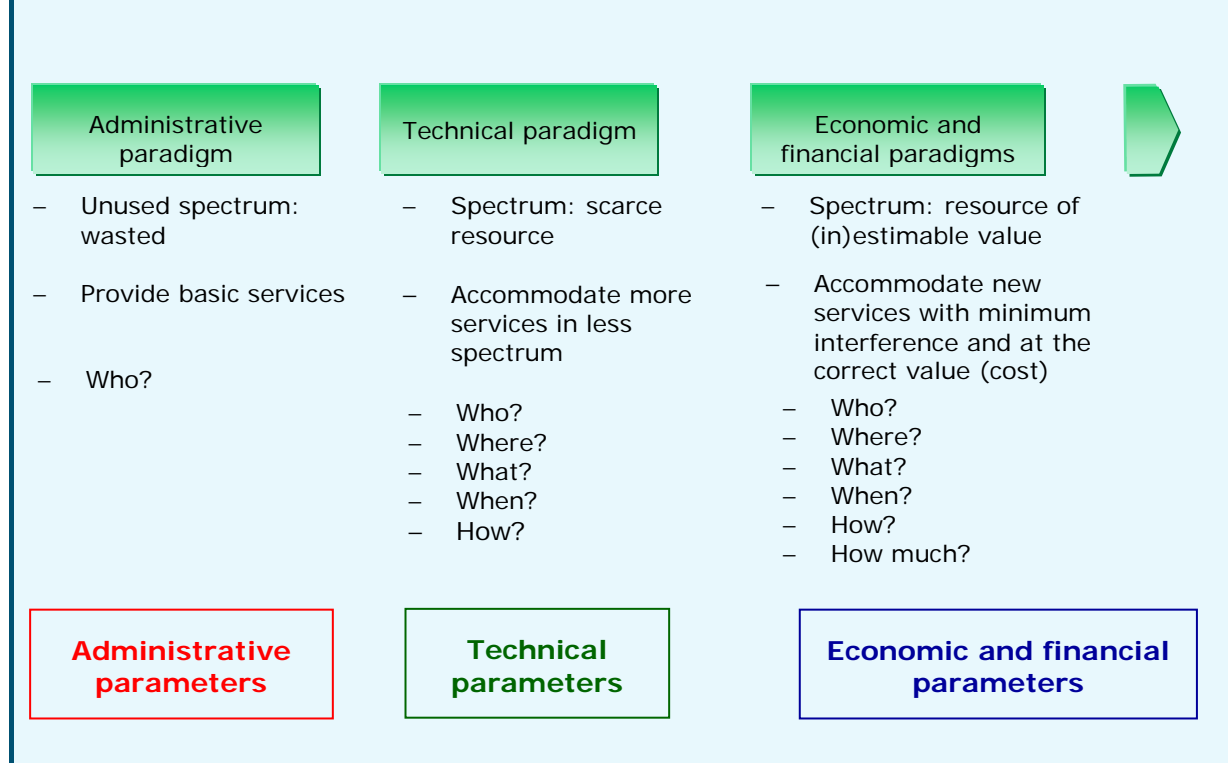 Administrative
paradigm
– Unused spectrum:
wasted
– Provide basic services
– Who?
Administrative
parameters
Technical paradigm
– Spectrum: scarce
resource
– Accommodate more
services in less
spectrum
– Who?
– Where?
– What?
– When?
– How?
Technical
parameters
Economic and
financial paradigms
– Spectrum: resource of
(in)estimable value
– Accommodate new
services with minimum
interference and at the
correct value (cost)
– Who?
– Where?
– What?
– When?
– How?
– How much?
Economic and financial
parameters